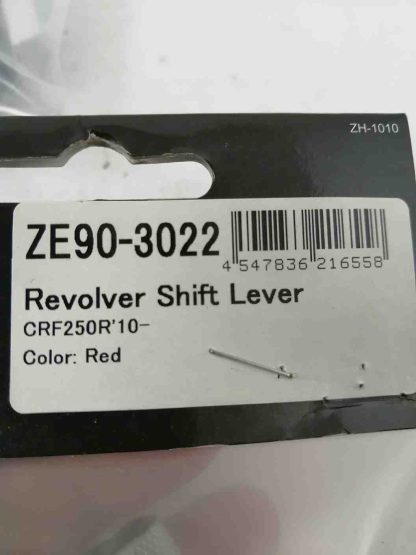 ZH-1010
ZE90-3022
4 547836 216558
Revolver Shift Lever
CRF250R'10-
Color: Red